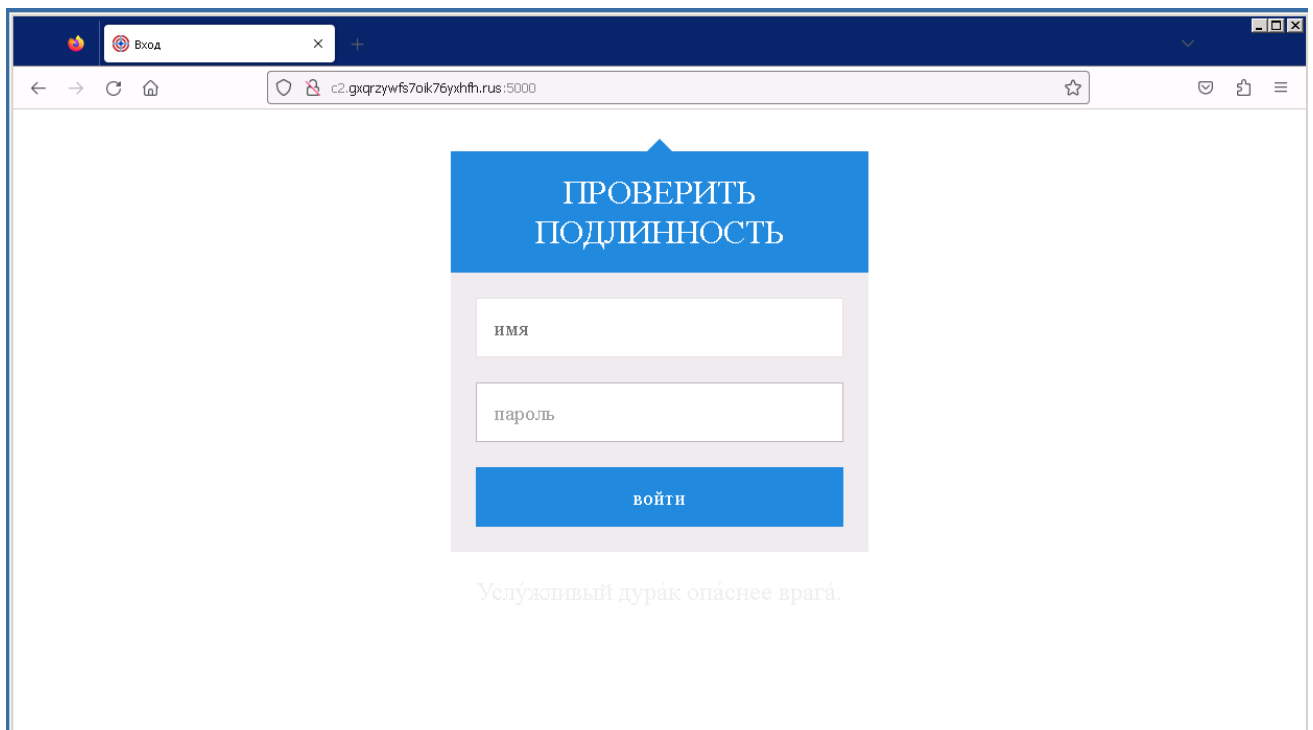 Вход
c2.gxqrzywfs7oik76yxhfh.rus:5000
ПРОВЕРИТЬ
ПОДЛИННОСТЬ
имя
пароль
войти
Услу́жливый дура́к опа́снее врага́.